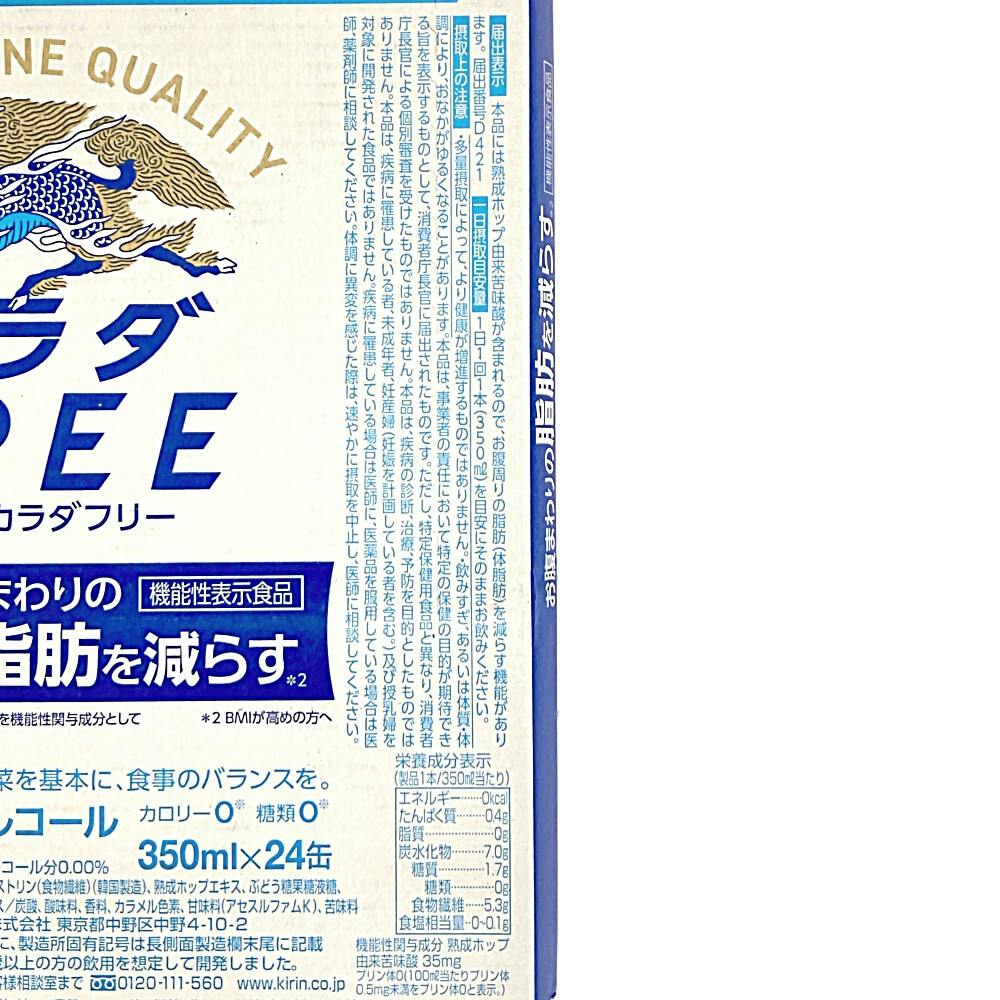 NE QUALITY
ラダ
REE
カラダフリー
まわりの 機能性表示食品
脂肪を減らす※2
を機能性関与成分として ＊2 BMIが高めの方へ
菜を基本に、食事のバランスを。
ルコール カロリー0※ 糖類0※
コール分0.00% 350ml×24缶
ストリン(食物繊維)(韓国製造)、熟成ホップエキス、ぶどう糖果糖液糖、
ス／炭酸、酸味料、香料、カラメル色素、甘味料(アセスルファムK)、苦味料
式会社 東京都中野区中野4-10-2
に、製造所固有記号は長側面製造欄末尾に記載
歳以上の方の飲用を想定して開発しました。
客様相談室まで 0120-111-560 www.kirin.co.jp
届出表示 本品には熟成ホップ由来苦味酸が含まれるので、お腹周りの脂肪(体脂肪)を減らす機能があり
ます。届出番号D421 一日摂取目安量 1日1回1本(350㎖)を目安にそのままお飲みください。
摂取上の注意 ・多量摂取によって、より健康が増進するものではありません。・飲みすぎ、あるいは体質・体
調により、おなかがゆるくなることがあります。本品は、事業者の責任において特定の保健の目的が期待でき
る旨を表示するものとして、消費者庁長官に届出されたものです。ただし、特定保健用食品と異なり、消費者
庁長官による個別審査を受けたものではありません。本品は、疾病の診断、治療、予防を目的としたものでは
ありません。本品は、疾病に罹患している者、未成年者、妊産婦(妊娠を計画している者を含む。)及び授乳婦を
対象に開発された食品ではありません。疾病に罹患している場合は医師に、医薬品を服用している場合は医
師、薬剤師に相談してください。体調に異変を感じた際は、速やかに摂取を中止し、医師に相談してください。
栄養成分表示
(製品1本/350㎖当たり)
エネルギー……0kcal
たんぱく質……0.4g
脂質……0g
炭水化物……7.0g
糖質……1.7g
糖類……0g
食物繊維……5.3g
食塩相当量…0~0.1g
機能性関与成分 熟成ホップ
由来苦味酸 35mg
プリン体0(100㎖当たりプリン体
0.5mg未満をプリン体0と表示。)
お腹まわりの脂肪を減らす 機能性表示食品